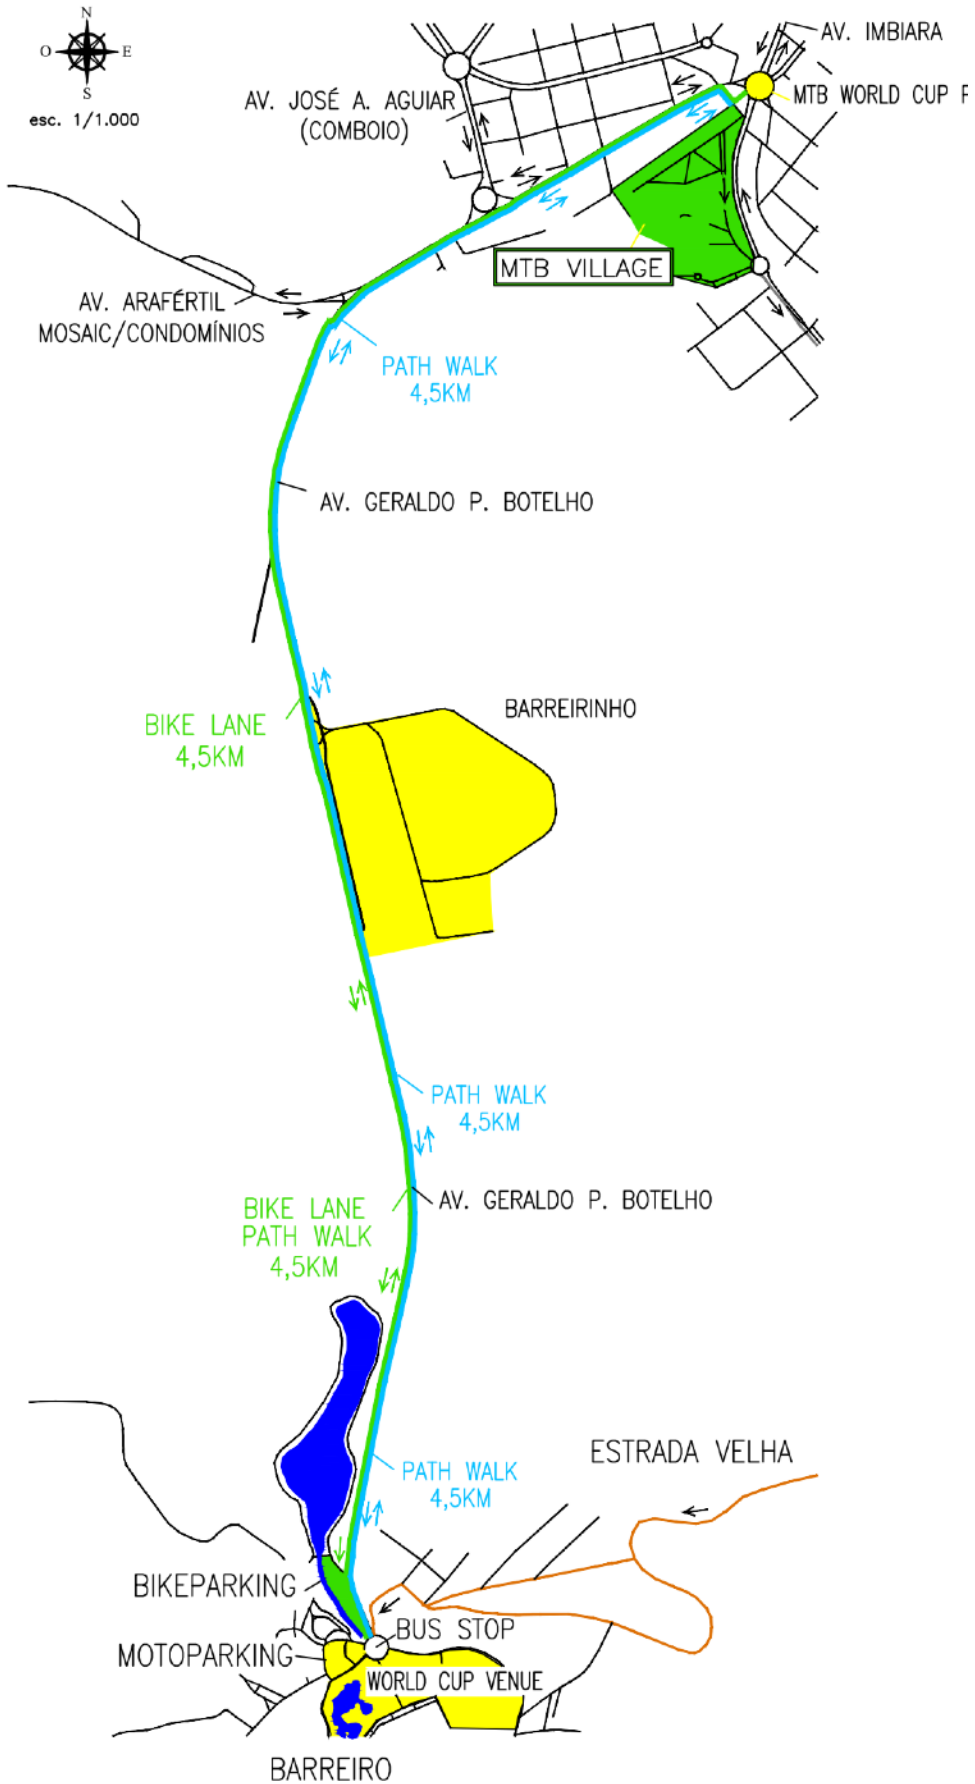 N
O E
S
esc. 1/1.000
AV. IMBIARA
MTB WORLD CUP P
AV. JOSÉ A. AGUIAR
(COMBOIO)
MTB VILLAGE
AV. ARAFÉRTIL
MOSAIC/CONDOMÍNIOS
PATH WALK
4,5KM
AV. GERALDO P. BOTELHO
BARREIRINHO
BIKE LANE
4,5KM
PATH WALK
4,5KM
AV. GERALDO P. BOTELHO
BIKE LANE
PATH WALK
4,5KM
ESTRADA VELHA
PATH WALK
4,5KM
BIKEPARKING
BUS STOP
MOTOPARKING
WORLD CUP VENUE
BARREIRO